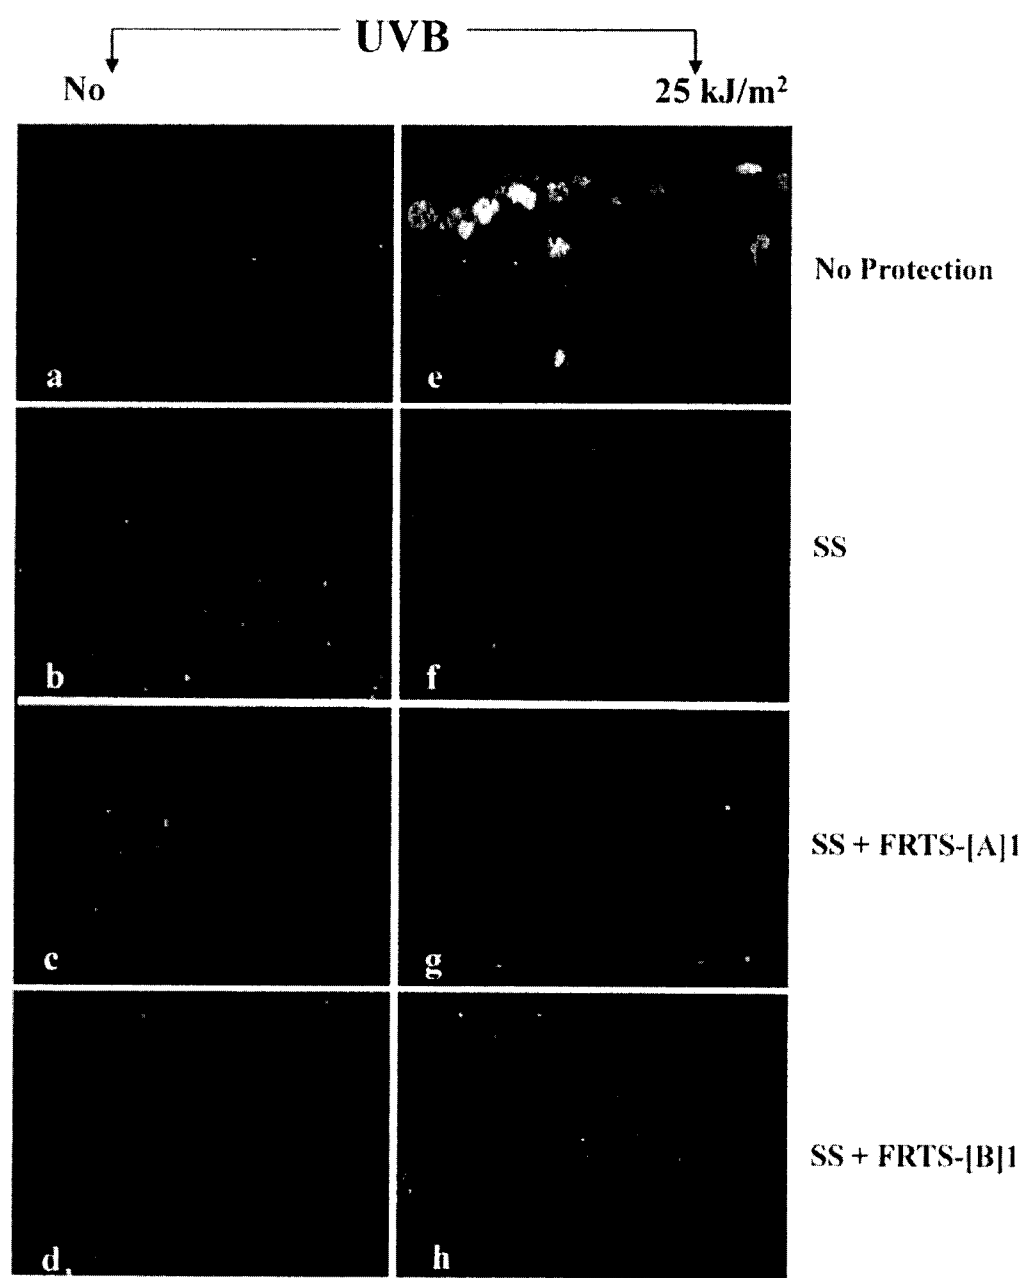 UVB
No 25 kJ/m²
a e No Protection
b f SS
c g SS + FRTS-[A]1
d h SS + FRTS-[B]1